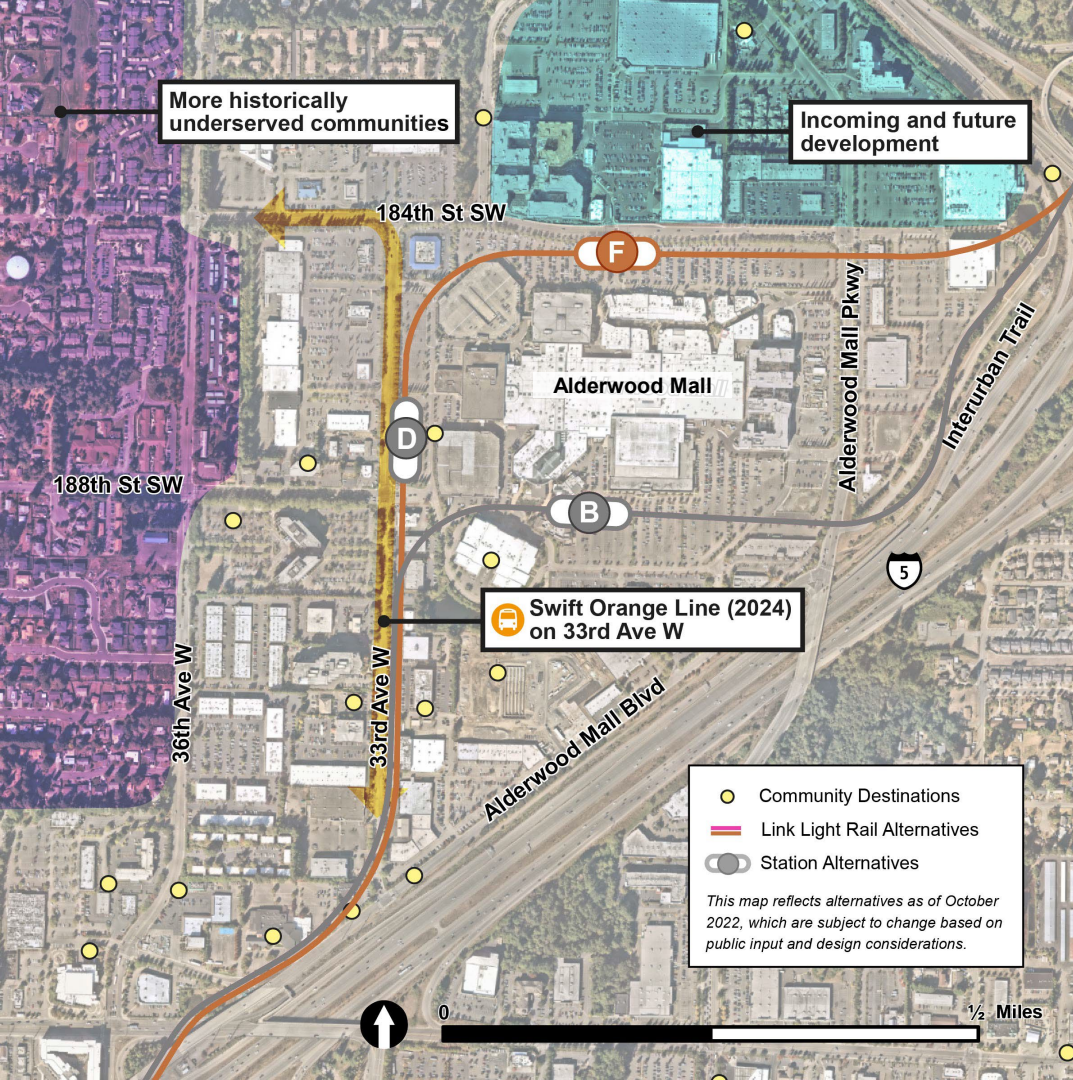 More historically
underserved communities
Incoming and future
development
184th St SW
F
Alderwood Mall Pkwy
Interurban Trail
Alderwood Mall
D
188th St SW
B
5
Swift Orange Line (2024)
on 33rd Ave W
36th Ave W
33rd Ave W
Alderwood Mall Blvd
Community Destinations
Link Light Rail Alternatives
Station Alternatives
This map reflects alternatives as of October
2022, which are subject to change based on
public input and design considerations.
0
½ Miles